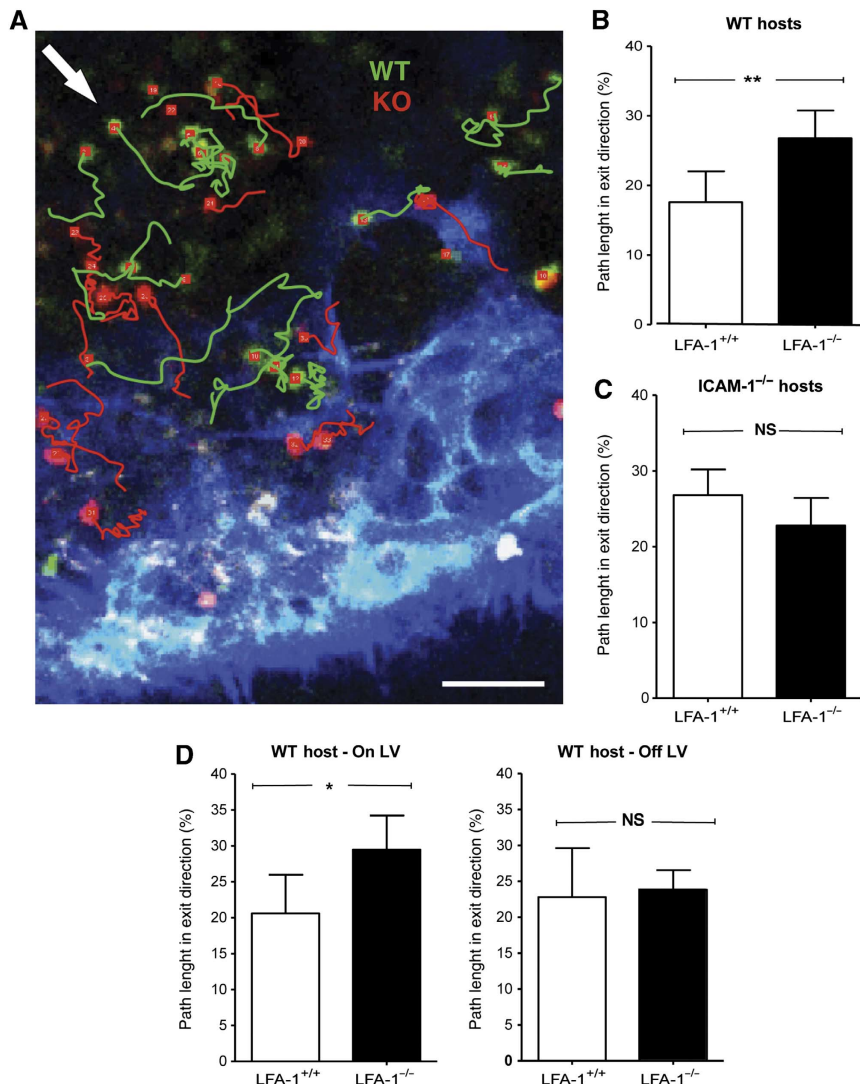 A
WT
KO
B
WT hosts
Path lenght in exit direction (%)
40
30
20
10
0
**
LFA-1+/+
LFA-1−/−
C
ICAM-1−/− hosts
Path lenght in exit direction (%)
40
30
20
10
0
NS
LFA-1+/+
LFA-1−/−
D
WT host - On LV
Path lenght in exit direction (%)
40
35
30
25
20
15
10
5
0
*
LFA-1+/+
LFA-1−/−
WT host - Off LV
Path lenght in exit direction (%)
40
35
30
25
20
15
10
5
0
NS
LFA-1+/+
LFA-1−/−